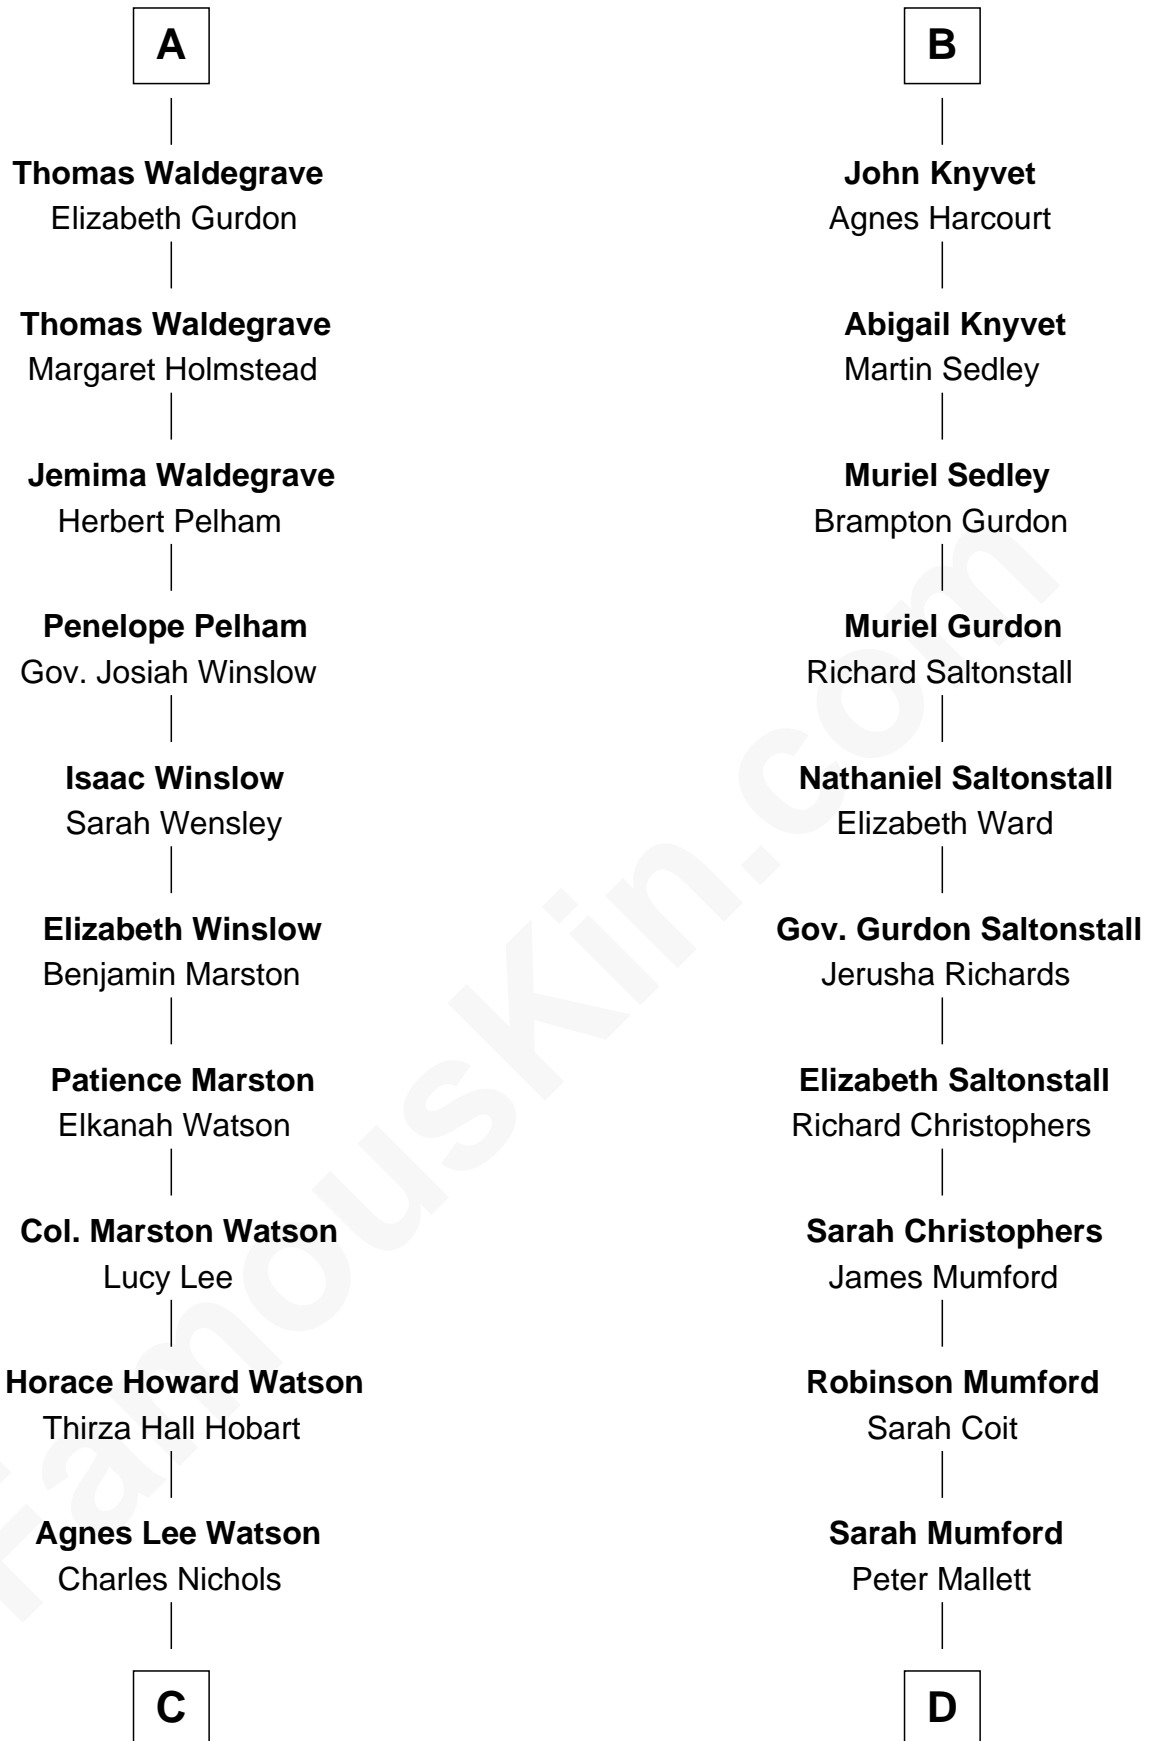 A
Thomas Waldegrave
Elizabeth Gurdon
Thomas Waldegrave
Margaret Holmstead
Jemima Waldegrave
Herbert Pelham
Penelope Pelham
Gov. Josiah Winslow
Isaac Winslow
Sarah Wensley
Elizabeth Winslow
Benjamin Marston
Patience Marston
Elkanah Watson
Col. Marston Watson
Lucy Lee
Horace Howard Watson
Thirza Hall Hobart
Agnes Lee Watson
Charles Nichols
C
B
John Knyvet
Agnes Harcourt
Abigail Knyvet
Martin Sedley
Muriel Sedley
Brampton Gurdon
Muriel Gurdon
Richard Saltonstall
Nathaniel Saltonstall
Elizabeth Ward
Gov. Gurdon Saltonstall
Jerusha Richards
Elizabeth Saltonstall
Richard Christophers
Sarah Christophers
James Mumford
Robinson Mumford
Sarah Coit
Sarah Mumford
Peter Mallett
D
FamousKin.com